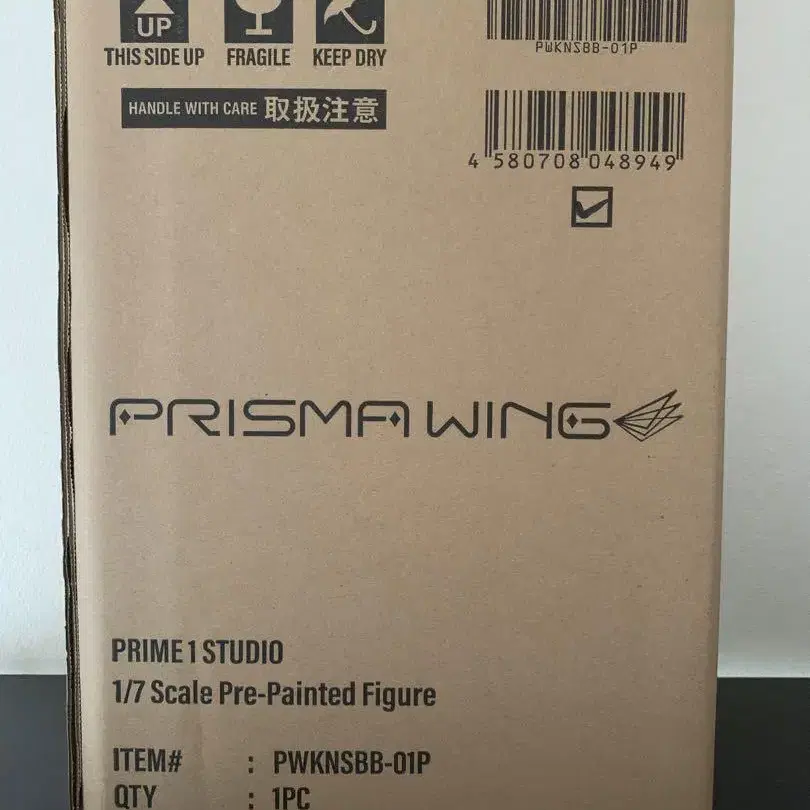 UP
THIS SIDE UP FRAGILE KEEP DRY
PWKNSBB-01P
HANDLE WITH CARE 取扱注意
4 580708 048949
PRISMA WING
PRIME 1 STUDIO
1/7 Scale Pre-Painted Figure
ITEM# : PWKNSBB-01P
QTY : 1PC